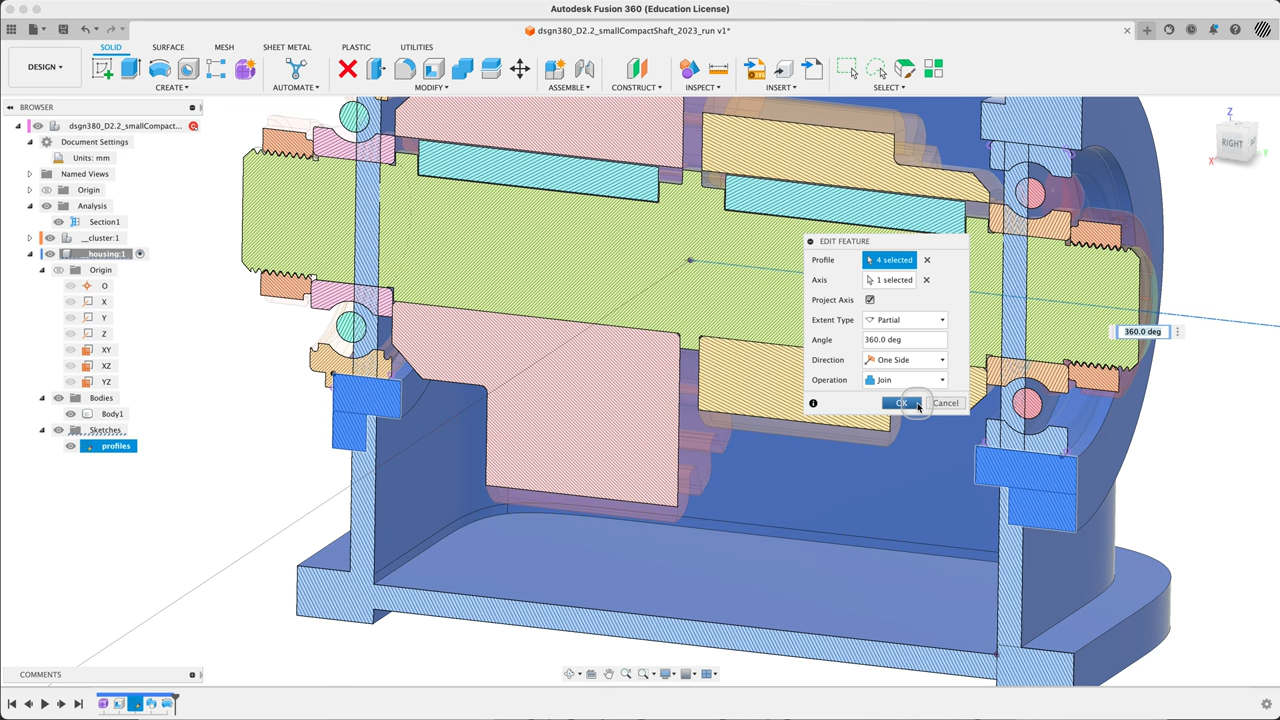 Autodesk Fusion 360 (Education License)
dsgn380_D2.2_smallCompactShaft_2023_run v1*
SOLID SURFACE MESH SHEET METAL PLASTIC UTILITIES
DESIGN
CREATE AUTOMATE MODIFY ASSEMBLE CONSTRUCT INSPECT INSERT SELECT
BROWSER
dsgn380_D2.2_smallCompact...
Document Settings
Units: mm
Named Views
Origin
Analysis
Section1
__cluster:1
__housing:1
Origin
O
X
Y
Z
XY
XZ
YZ
Bodies
Body1
Sketches
profiles
Z
RIGHT
X
Y
EDIT FEATURE
Profile 4 selected
Axis 1 selected
Project Axis
Extent Type Partial
Angle 360.0 deg
Direction One Side
Operation Join
OK Cancel
360.0 deg
COMMENTS